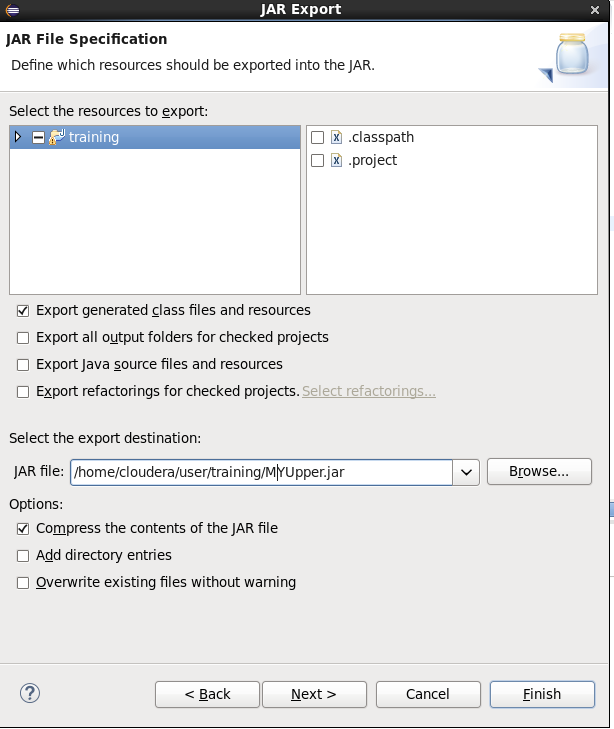 JAR Export
JAR File Specification
Define which resources should be exported into the JAR.
Select the resources to export:
training
.classpath
.project
Export generated class files and resources
Export all output folders for checked projects
Export Java source files and resources
Export refactorings for checked projects. Select refactorings...
Select the export destination:
JAR file: /home/cloudera/user/training/MYUpper.jar Browse...
Options:
Compress the contents of the JAR file
Add directory entries
Overwrite existing files without warning
? < Back Next > Cancel Finish